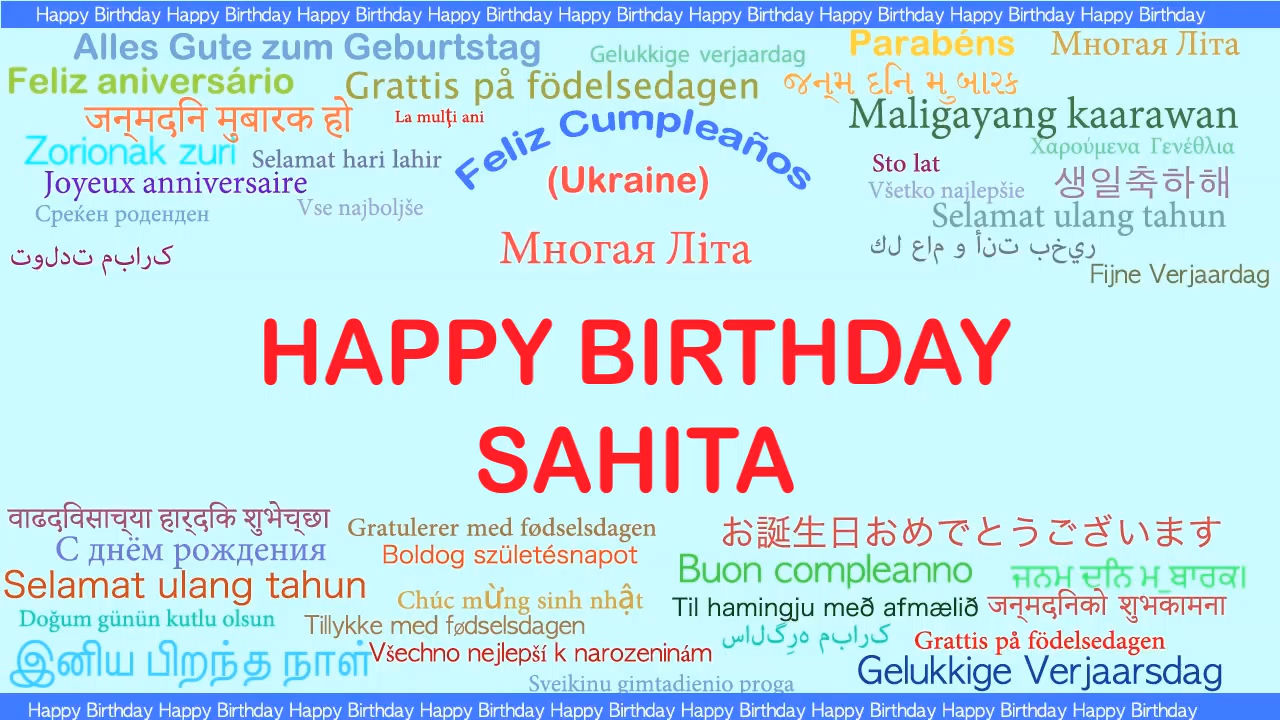 Happy Birthday Happy Birthday Happy Birthday Happy Birthday Happy Birthday Happy Birthday Happy Birthday Happy Birthday Happy Birthday
Alles Gute zum Geburtstag
Gelukkige verjaardag
Parabéns
Многая Літа
Feliz aniversário
Grattis på födelsedagen
જન્મ દિન મુબારક
जन्मदिन मुबारक हो
La mulţi ani
Feliz Cumpleaños
Maligayang kaarawan
Zorionak zuri
Selamat hari lahir
Χαρούμενα Γενέθλια
Sto lat
Joyeux anniversaire
(Ukraine)
Všetko najlepšie
생일축하해
Среќен роденден
Vse najboljše
Selamat ulang tahun
Многая Літа
تولدت مبارک
كل عام و أنت بخير
Fijne Verjaardag
HAPPY BIRTHDAY
SAHITA
वाढदिवसाच्या हार्दिक शुभेच्छा
Gratulerer med fødselsdagen
お誕生日おめでとうございます
С днём рождения
Boldog születésnapot
Buon compleanno
ਜਨਮ ਦਿਨ ਮੁਬਾਰਕ।
Selamat ulang tahun
Chúc mừng sinh nhật
Til hamingju með afmælið
जन्मदिनको शुभकामना
Doğum günün kutlu olsun
Tillykke med fødselsdagen
سالگرہ مبارک
Grattis på födelsedagen
இனிய பிறந்த நாள்
Všechno nejlepší k narozeninám
Gelukkige Verjaarsdag
Sveikinu gimtadienio proga
Happy Birthday Happy Birthday Happy Birthday Happy Birthday Happy Birthday Happy Birthday Happy Birthday Happy Birthday Happy Birthday